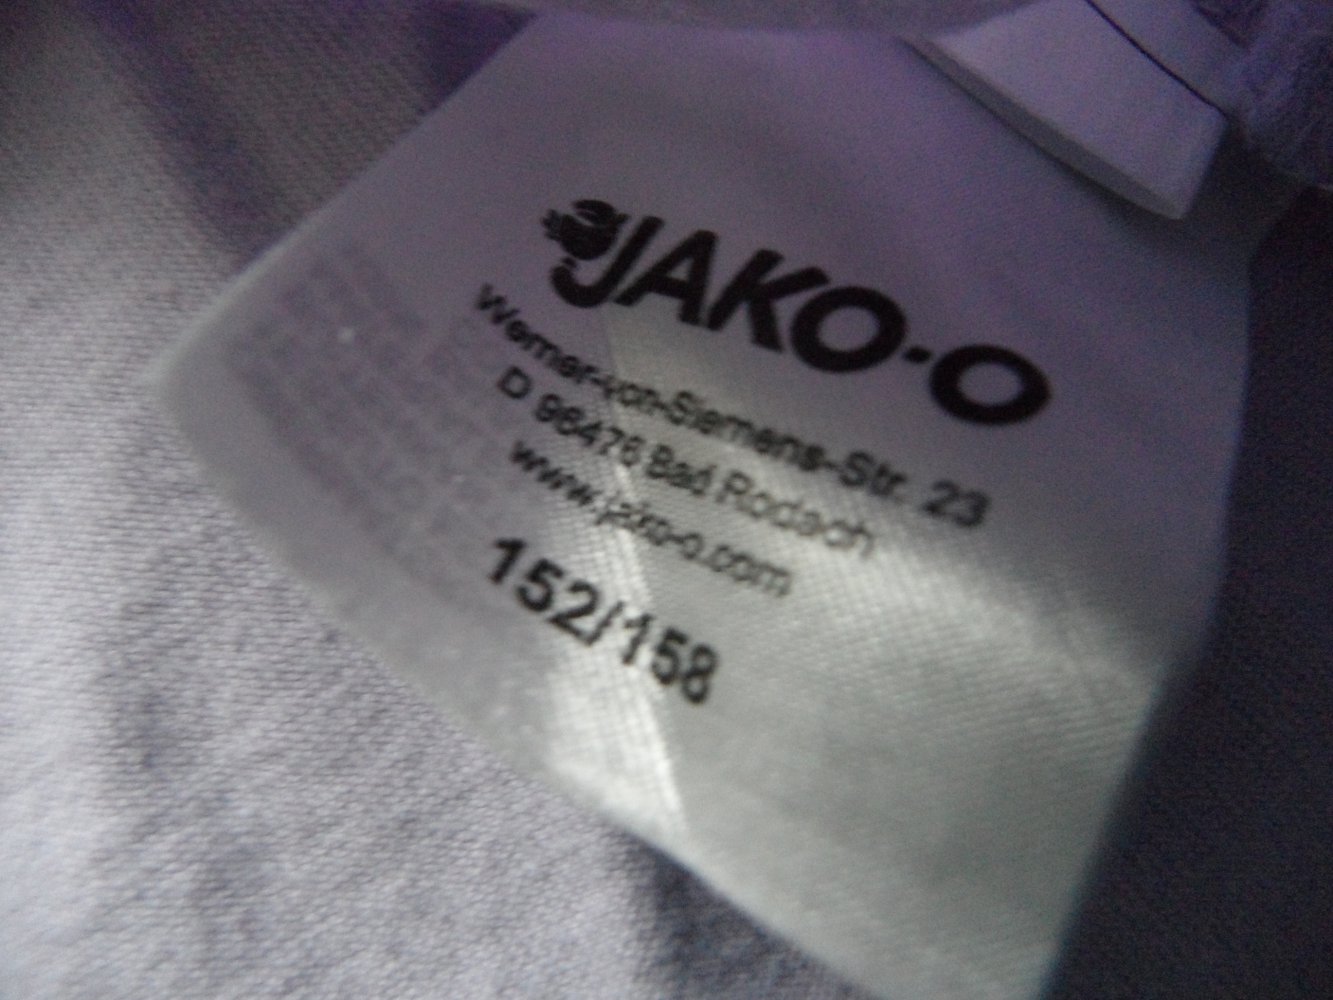 JAKO-O
Werner-von-Siemens-Str. 23
D 96476 Bad Rodach
www.jako-o.com
152/158